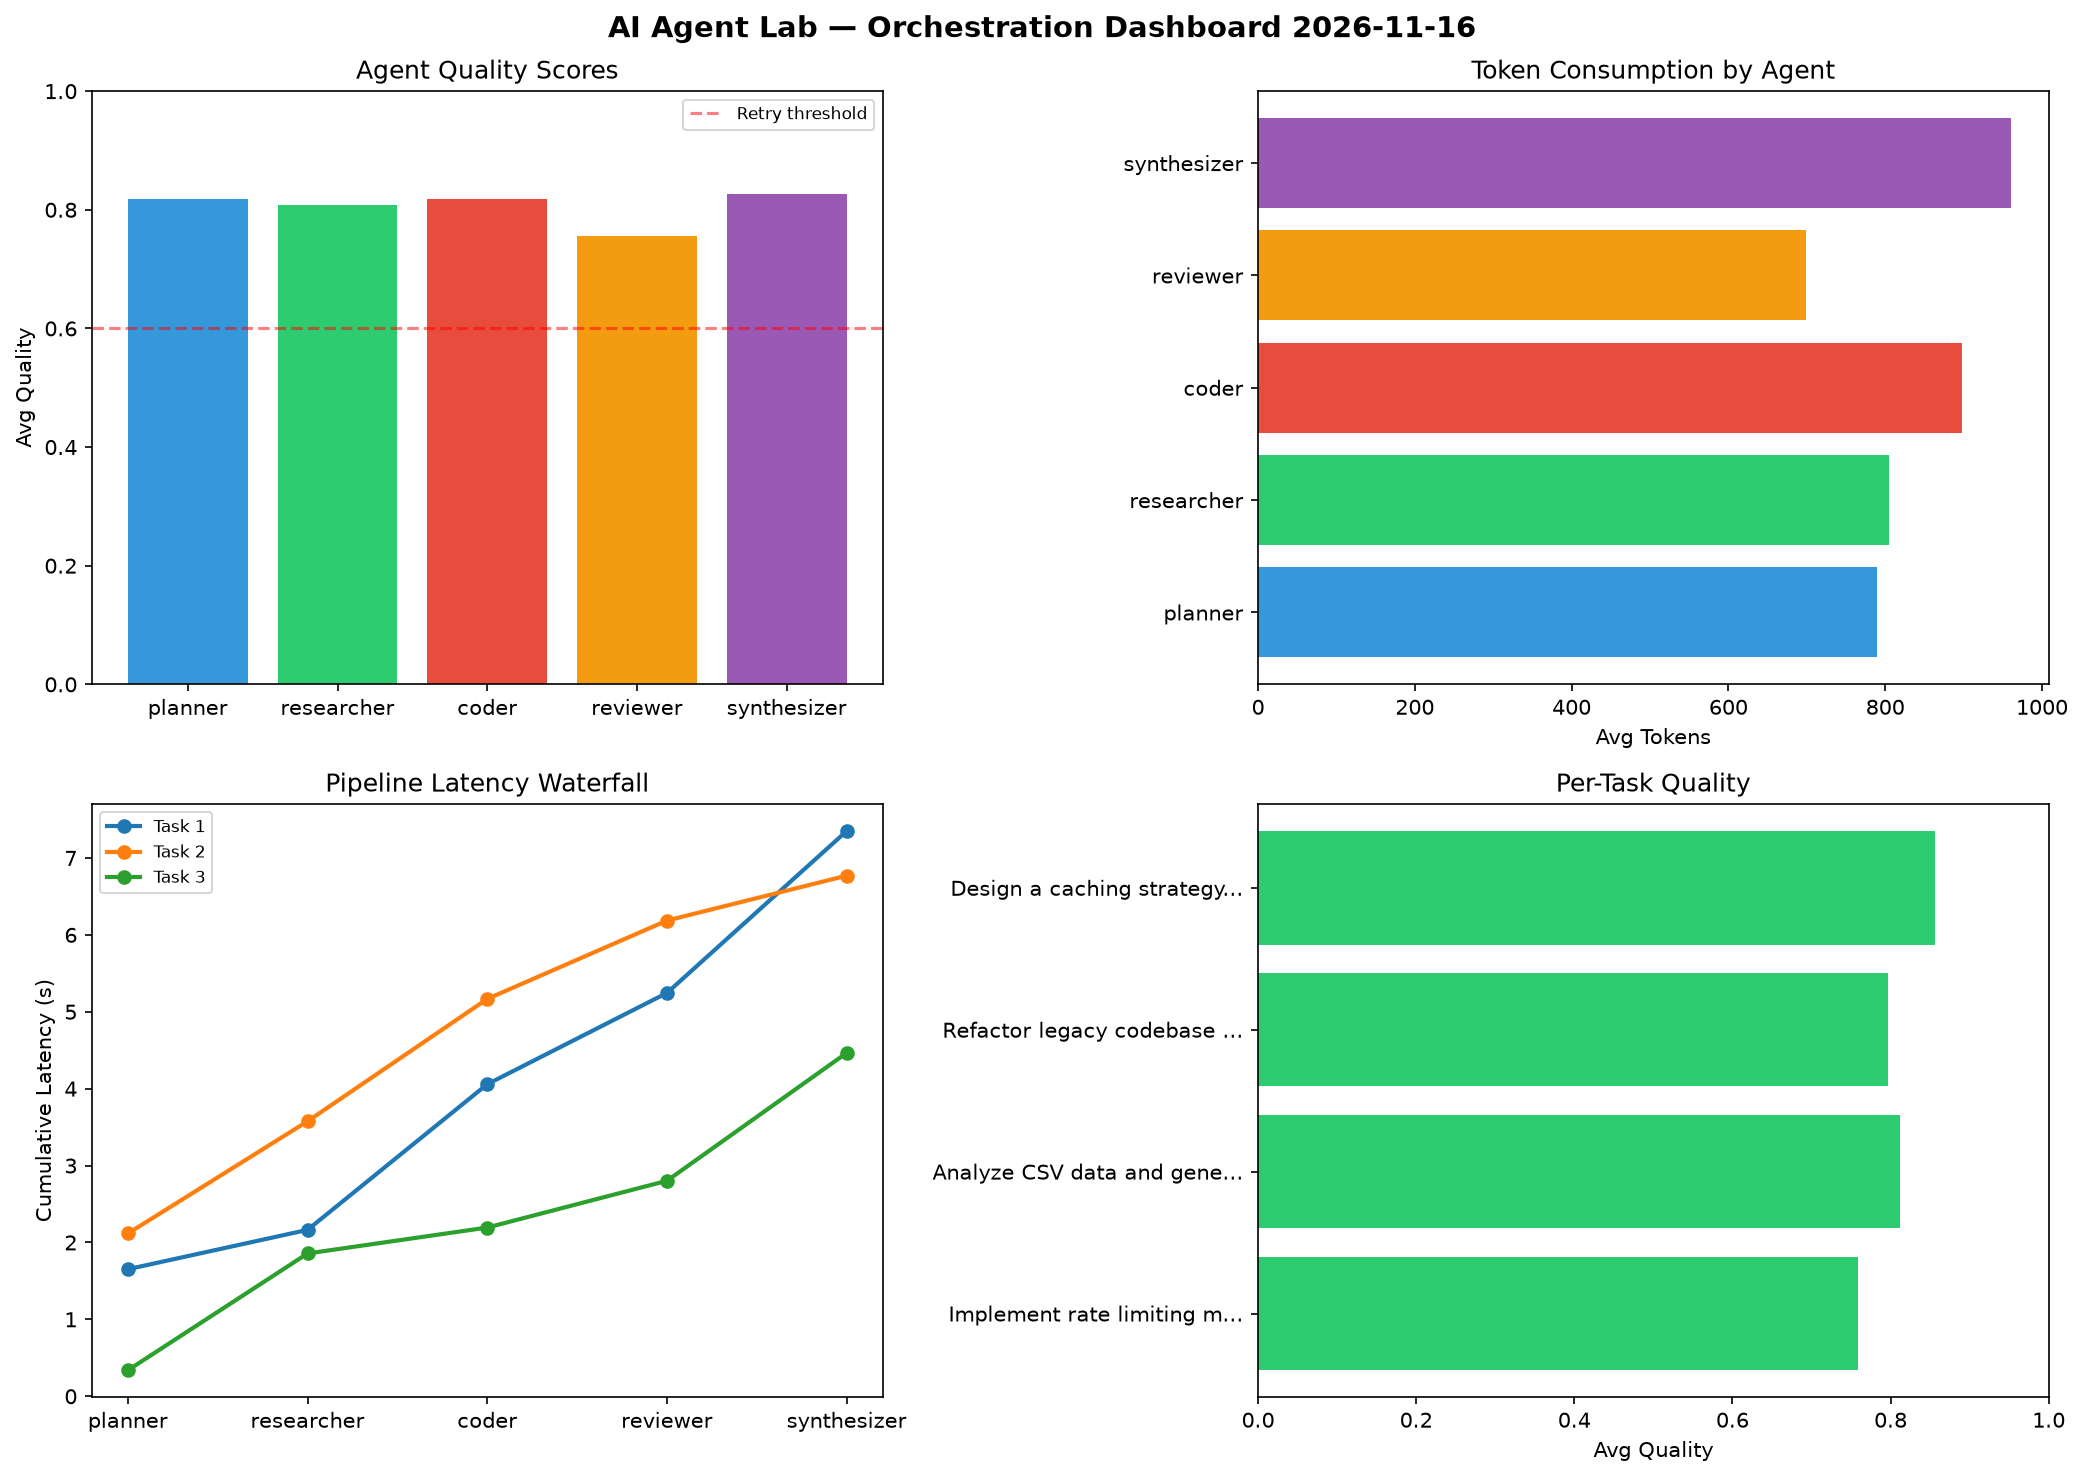 AI Agent Lab — Orchestration Dashboard 2026-11-16
Agent Quality Scores
Retry threshold
Avg Quality
1.0
0.8
0.6
0.4
0.2
0.0
planner researcher coder reviewer synthesizer
Token Consumption by Agent
synthesizer
reviewer
coder
researcher
planner
0 200 400 600 800 1000
Avg Tokens
Pipeline Latency Waterfall
Task 1
Task 2
Task 3
Cumulative Latency (s)
7
6
5
4
3
2
1
0
planner researcher coder reviewer synthesizer
Per-Task Quality
Design a caching strategy...
Refactor legacy codebase ...
Analyze CSV data and gene...
Implement rate limiting m...
0.0 0.2 0.4 0.6 0.8 1.0
Avg Quality